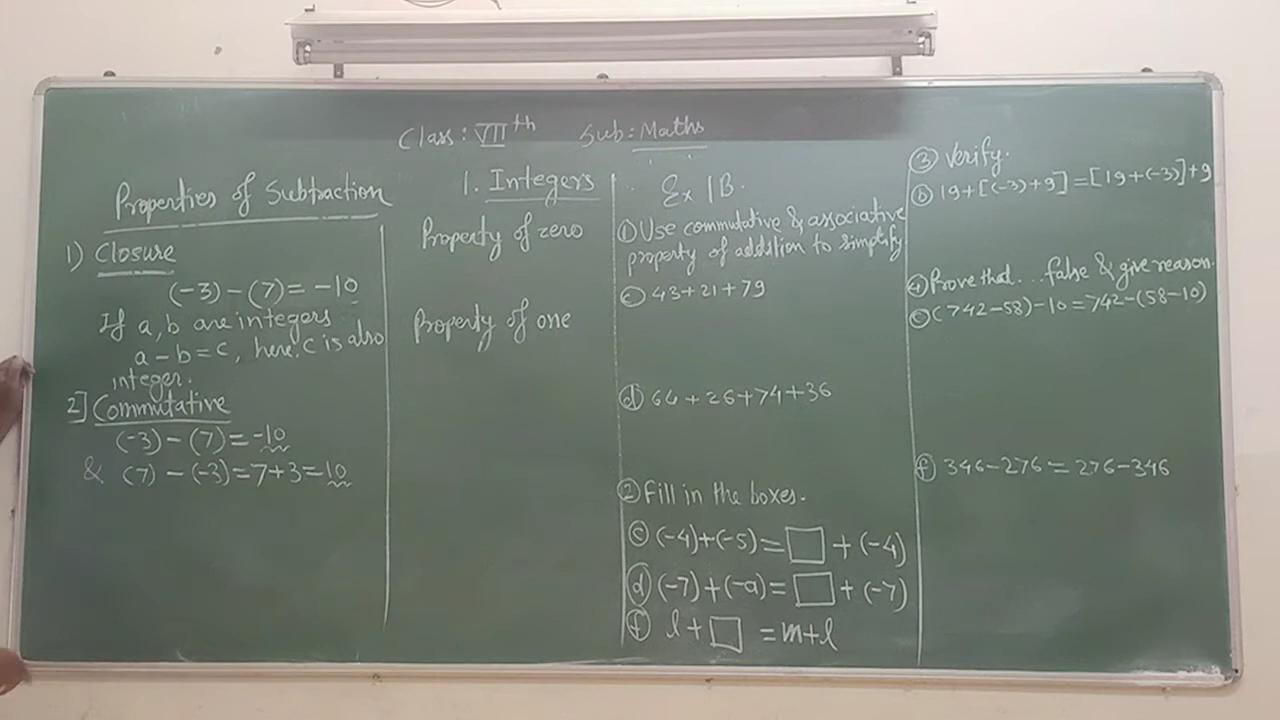 Class: VIIth Sub: Maths
1. Integers
Properties of Subtraction
1) Closure
(-3) - (7) = -10
If a, b are integers
a - b = c, here, c is also
integer.
2] Commutative
(-3) - (7) = -10
& (7) - (-3) = 7+3 = 10
Property of zero
Property of one
Ex 1B.
① Use commutative & associative
property of addition to simplify
ⓒ 43+21+79
ⓓ 64+26+74+36
② Fill in the boxes.
ⓒ (-4)+(-5) = □ + (-4)
ⓓ (-7)+(-a) = □ + (-7)
ⓕ l + □ = m+l
③ Verify.
ⓑ 19+[(-3)+9] = [19+(-3)]+9
④ Prove that... false & give reason.
ⓒ (742-58)-10 = 742-(58-10)
ⓕ 346-276 = 276-346